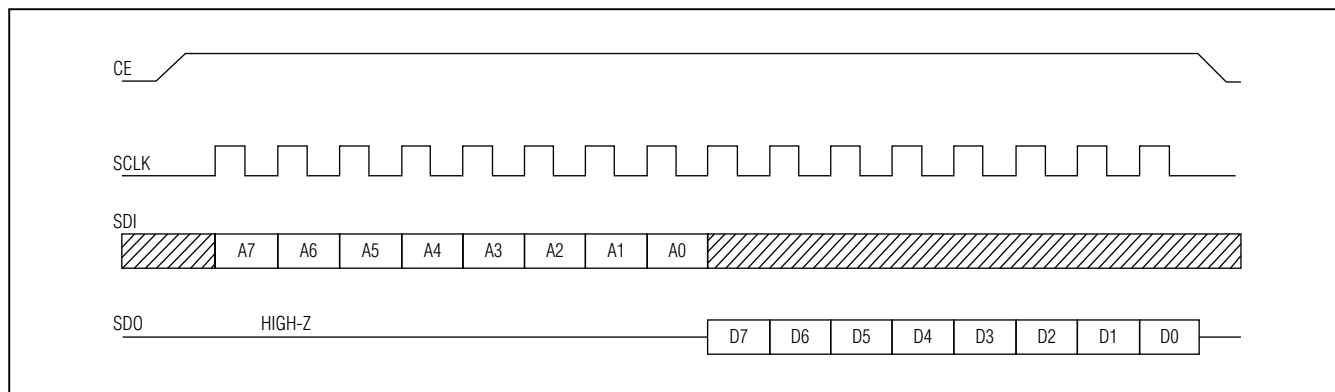 CE
SCLK
SDI
A7 A6 A5 A4 A3 A2 A1 A0
SDO HIGH-Z
D7 D6 D5 D4 D3 D2 D1 D0